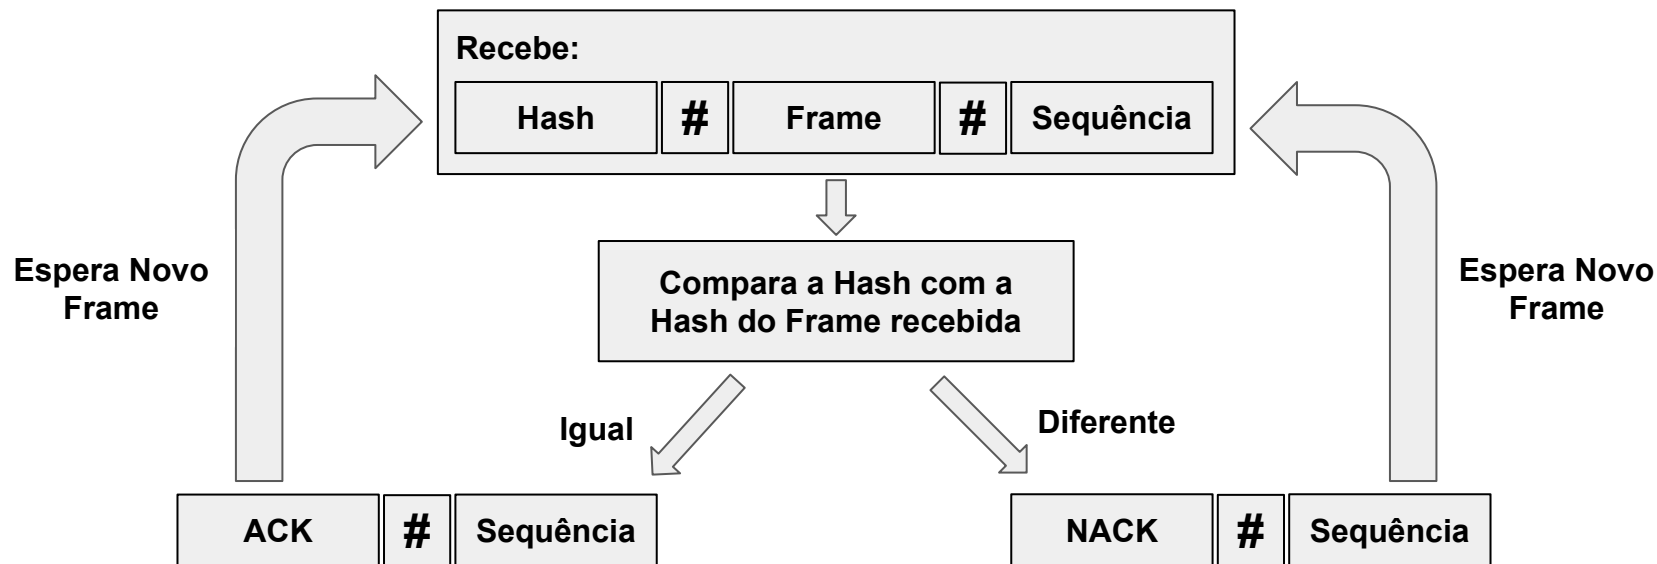 Recebe:
Hash # Frame # Sequência
Espera Novo
Frame
Compara a Hash com a
Hash do Frame recebida
Espera Novo
Frame
Igual
Diferente
ACK # Sequência
NACK # Sequência